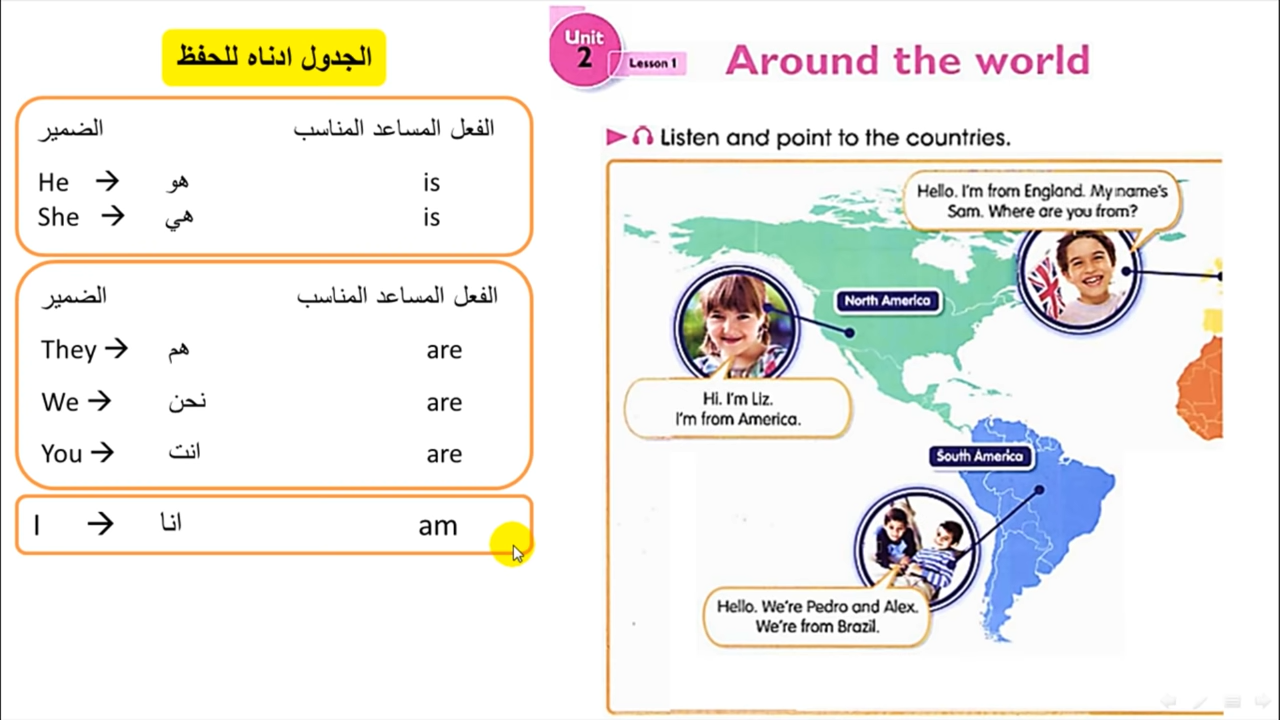 الجدول ادناه للحفظ
الضمير الفعل المساعد المناسب
He → هو is
She → هي is
الضمير الفعل المساعد المناسب
They → هم are
We → نحن are
You → انت are
I → انا am
Unit
2
Lesson 1
Around the world
Listen and point to the countries.
Hello. I'm from England. My name's
Sam. Where are you from?
North America
Hi. I'm Liz.
I'm from America.
South America
Hello. We're Pedro and Alex.
We're from Brazil.